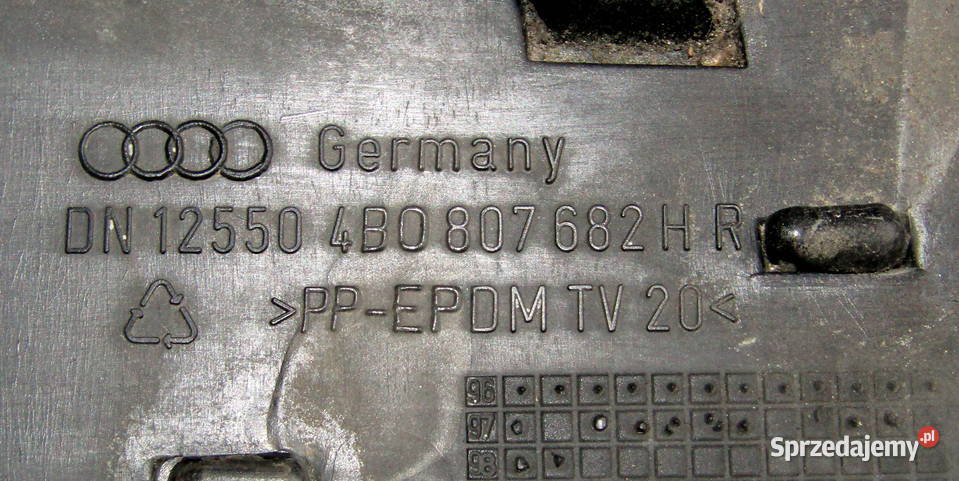 Germany
DN 12550 4B0 807 682 H R
>PP-EPDM TV 20<
96
97
98
Sprzedajemy.pl